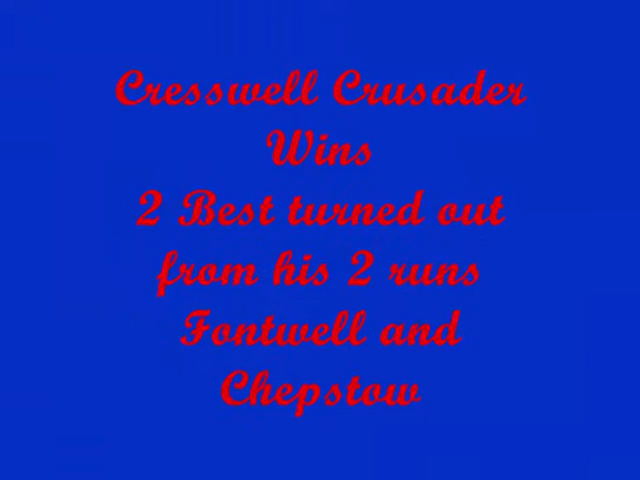 Cresswell Crusader
Wins
2 Best turned out
from his 2 runs
Fontwell and
Chepstow